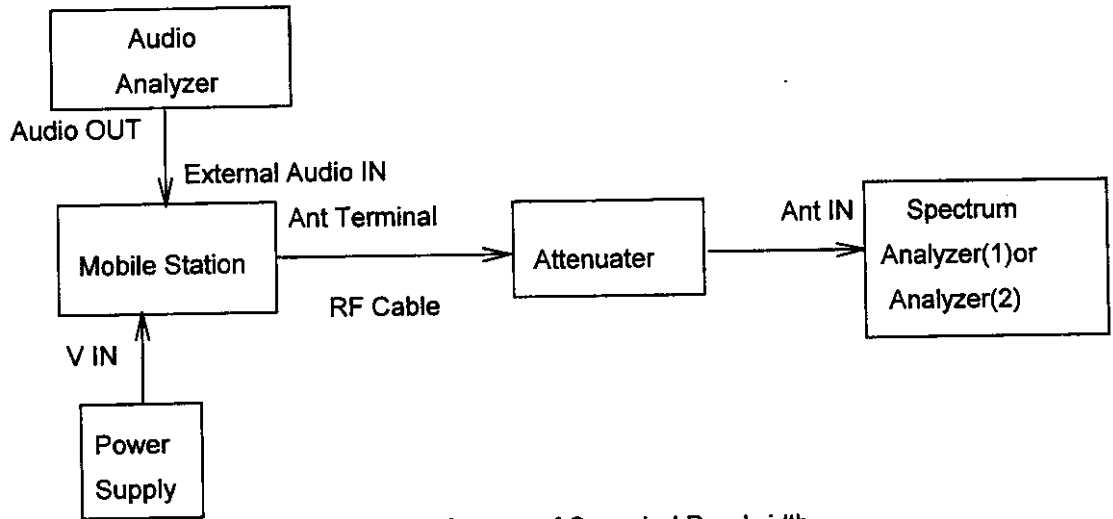 Audio
Analyzer
Audio OUT
External Audio IN
Ant Terminal
Mobile Station
RF Cable
Attenuater
Ant IN
Spectrum
Analyzer(1)or
Analyzer(2)
V IN
Power
Supply